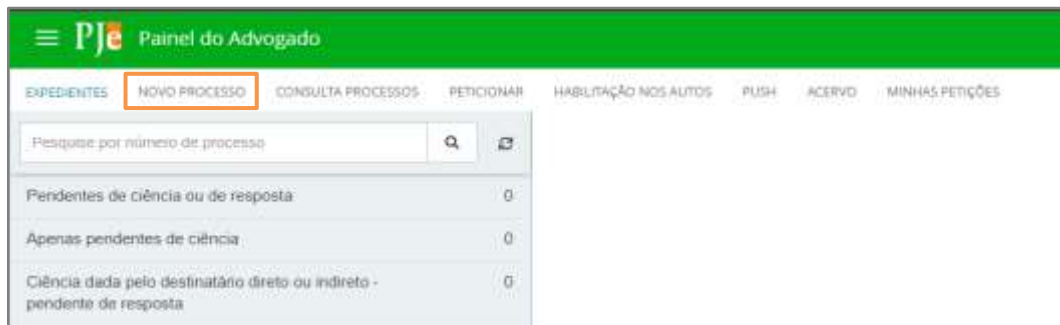 PJe Painel do Advogado
EXPEDIENTES NOVO PROCESSO CONSULTA PROCESSOS PETICIONAR HABILITAÇÃO NOS AUTOS PUSH ACERVO MINHAS PETIÇÕES
Pesquise por número de processo
Pendentes de ciência ou de resposta 0
Apenas pendentes de ciência 0
Ciência dada pelo destinatário direto ou indireto - 0
pendente de resposta